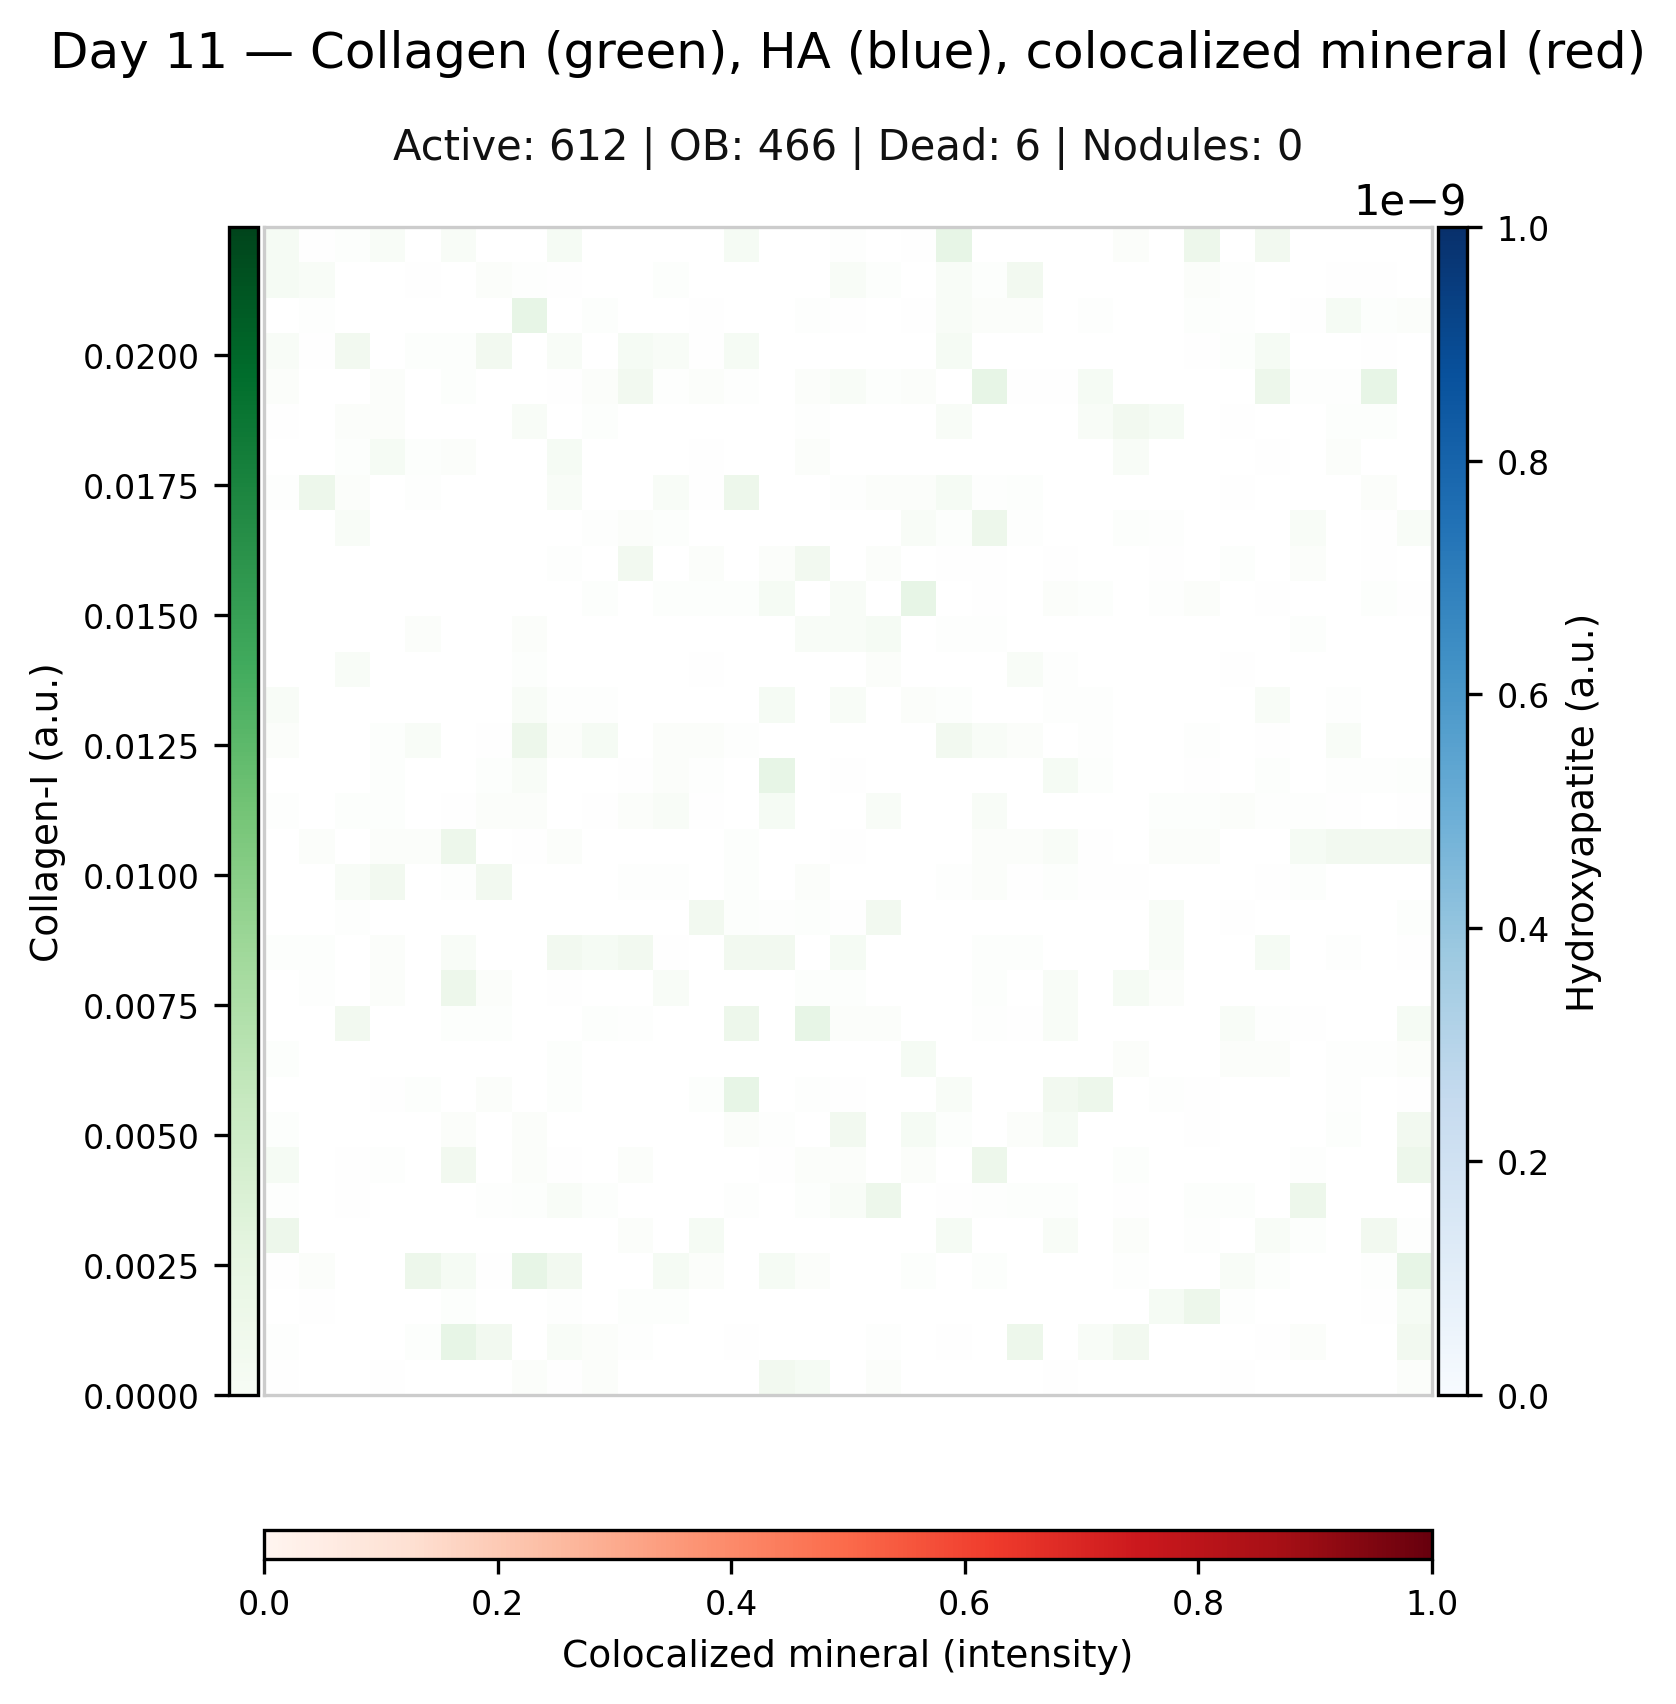 Day 11 — Collagen (green), HA (blue), colocalized mineral (red)
Active: 612 | OB: 466 | Dead: 6 | Nodules: 0
1e−9
Collagen-I (a.u.)
0.0200
0.0175
0.0150
0.0125
0.0100
0.0075
0.0050
0.0025
0.0000
1.0
0.8
0.6
0.4
0.2
0.0
Hydroxyapatite (a.u.)
0.0 0.2 0.4 0.6 0.8 1.0
Colocalized mineral (intensity)